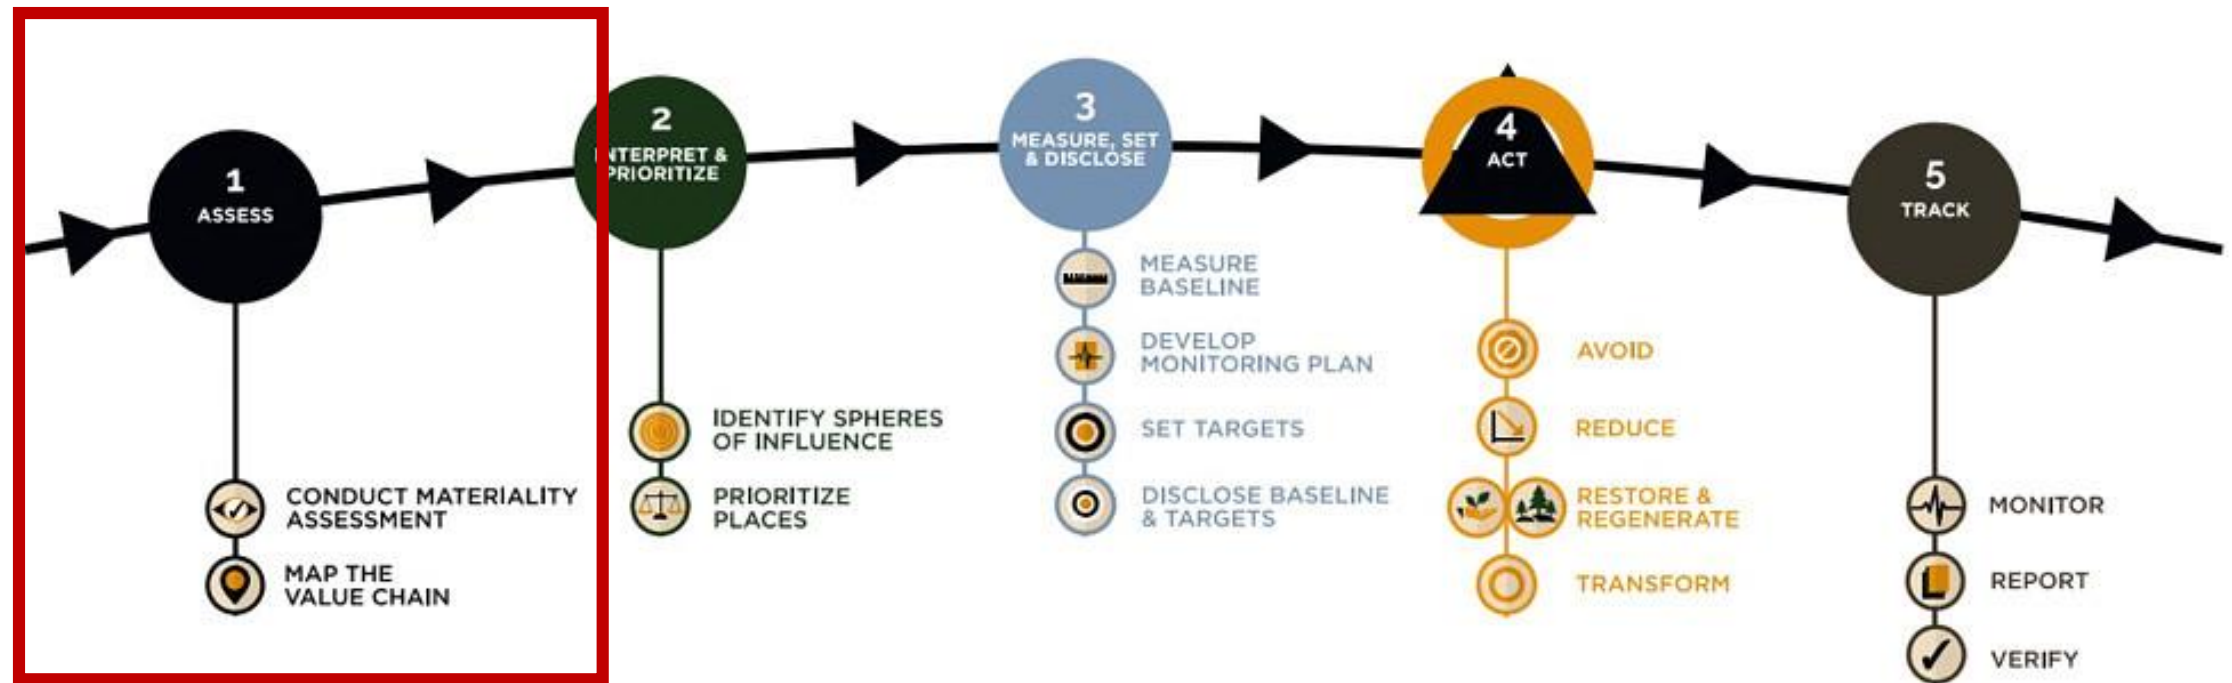 1
ASSESS
CONDUCT MATERIALITY
ASSESSMENT
MAP THE
VALUE CHAIN
2
INTERPRET &
PRIORITIZE
IDENTIFY SPHERES
OF INFLUENCE
PRIORITIZE
PLACES
3
MEASURE, SET
& DISCLOSE
MEASURE
BASELINE
DEVELOP
MONITORING PLAN
SET TARGETS
DISCLOSE BASELINE
& TARGETS
4
ACT
AVOID
REDUCE
RESTORE &
REGENERATE
TRANSFORM
5
TRACK
MONITOR
REPORT
VERIFY